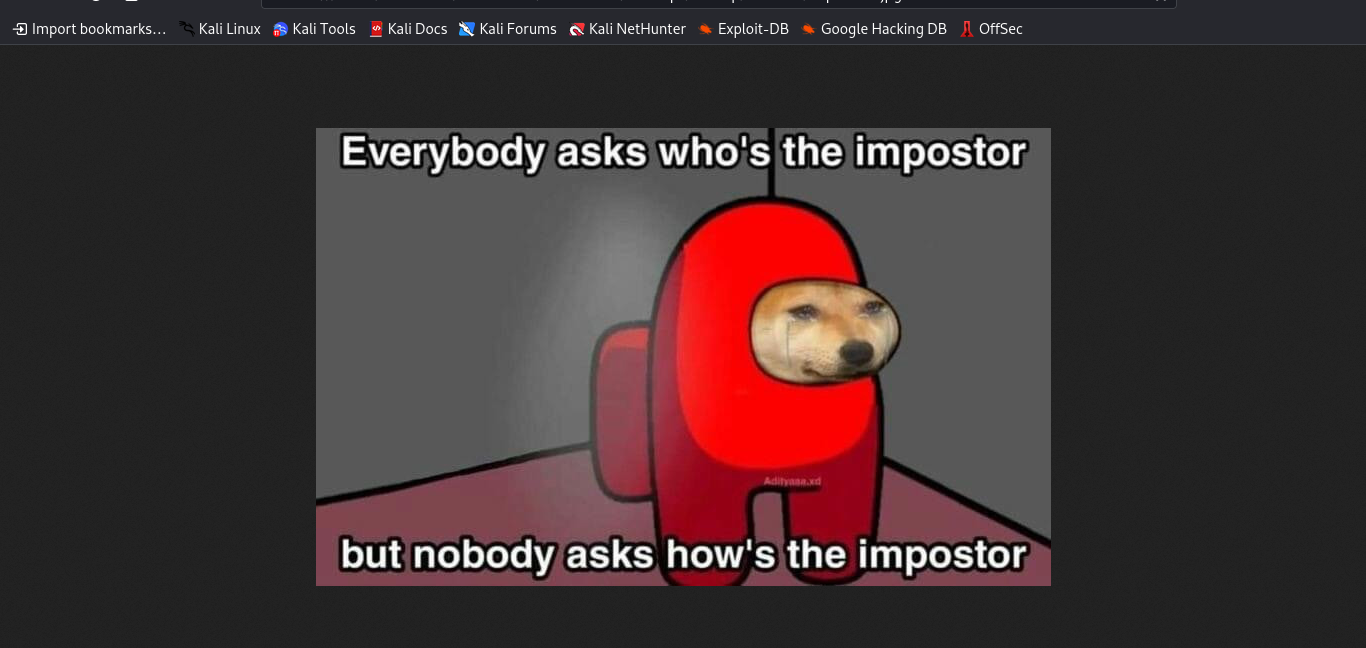 Import bookmarks... Kali Linux Kali Tools Kali Docs Kali Forums Kali NetHunter Exploit-DB Google Hacking DB OffSec
Everybody asks who's the impostor
Adityasa.xd
but nobody asks how's the impostor